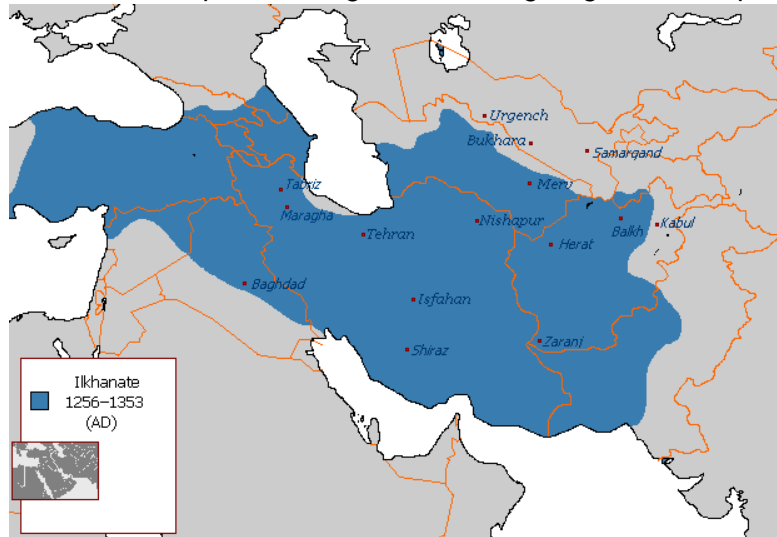 Urgench
Bukhara
Samarqand
Merv
Tabriz
Maragha
Nishapur
Balkh
Kabul
Tehran
Herat
Baghdad
Isfahan
Shiraz
Zaranj
Ilkhanate
1256–1353
(AD)